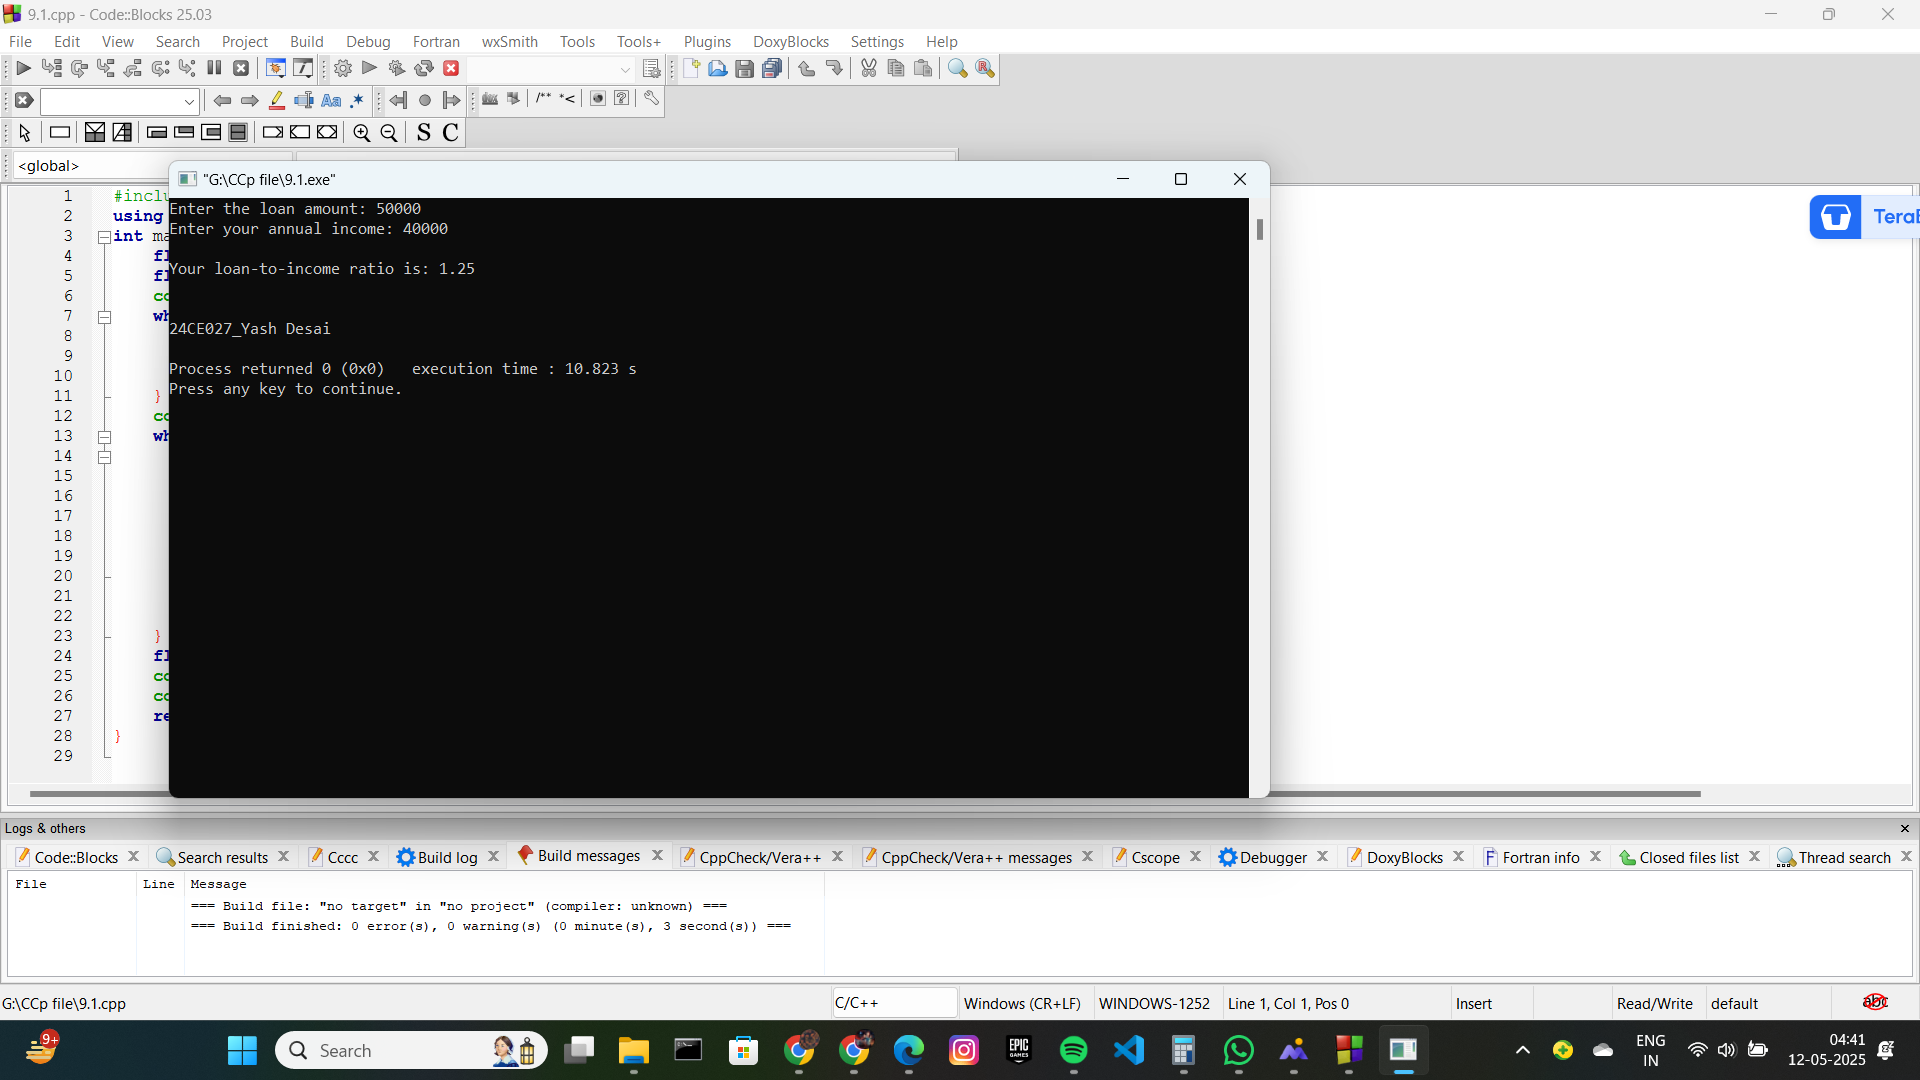 9.1.cpp - Code::Blocks 25.03
File Edit View Search Project Build Debug Fortran wxSmith Tools Tools+ Plugins DoxyBlocks Settings Help
Aa .*
/** *<
S C
<global>
"G:\CCp file\9.1.exe"
Enter the loan amount: 50000
Enter your annual income: 40000
Your loan-to-income ratio is: 1.25
24CE027_Yash Desai
Process returned 0 (0x0)   execution time : 10.823 s
Press any key to continue.
1 #inclu
2 using
3 int ma
4 fl
5 fl
6 co
7 wh
8
9
10
11 }
12 co
13 wh
14
15
16
17
18
19
20
21
22
23 }
24 fl
25 co
26 co
27 re
28 }
29
Tera
Logs & others
Code::Blocks Search results Cccc Build log Build messages CppCheck/Vera++ CppCheck/Vera++ messages Cscope Debugger DoxyBlocks Fortran info Closed files list Thread search
File Line Message
=== Build file: "no target" in "no project" (compiler: unknown) ===
=== Build finished: 0 error(s), 0 warning(s) (0 minute(s), 3 second(s)) ===
G:\CCp file\9.1.cpp C/C++ Windows (CR+LF) WINDOWS-1252 Line 1, Col 1, Pos 0 Insert Read/Write default abc
9+ Search EPIC GAMES ENG IN 04:41 12-05-2025